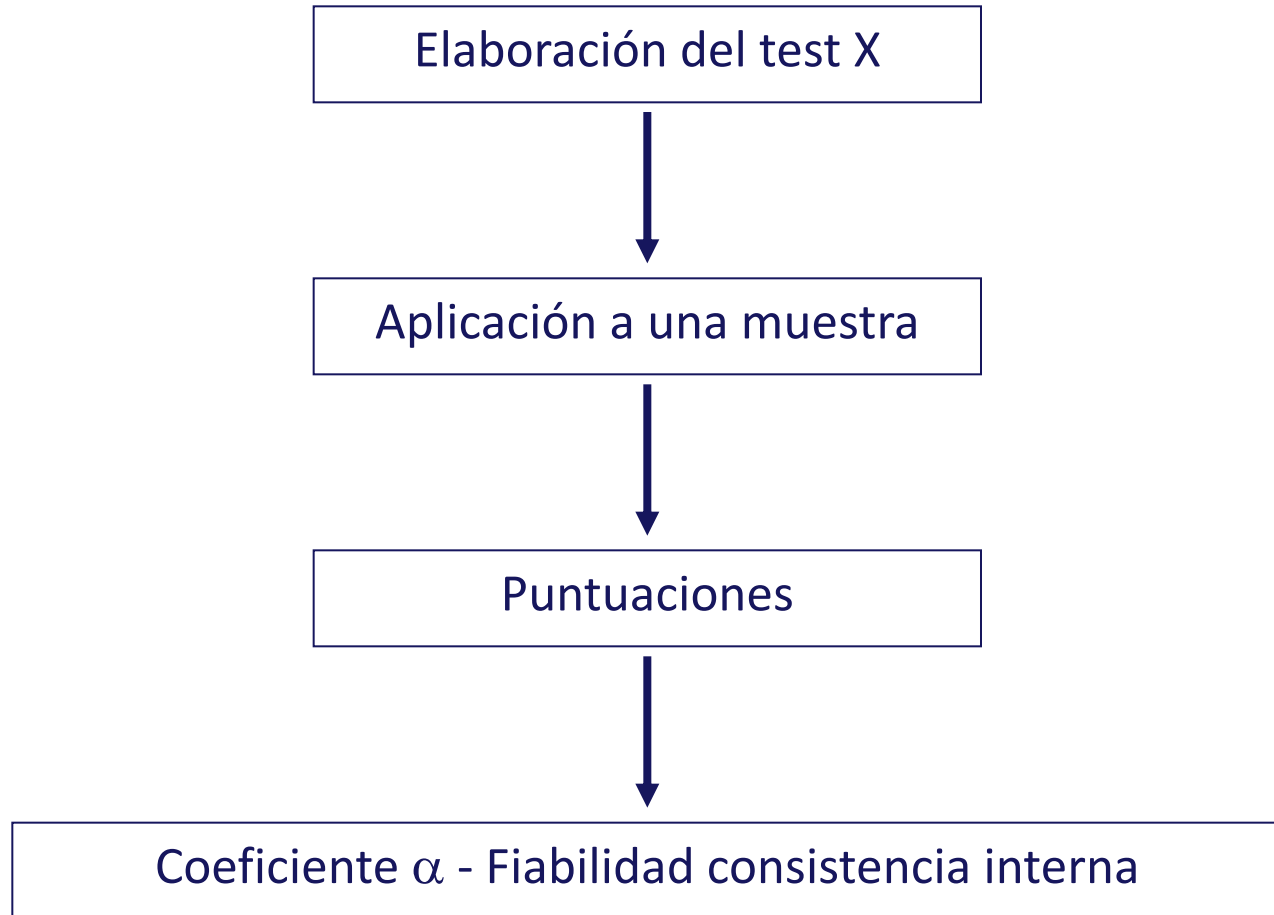 Elaboración del test X
Aplicación a una muestra
Puntuaciones
Coeficiente α - Fiabilidad consistencia interna